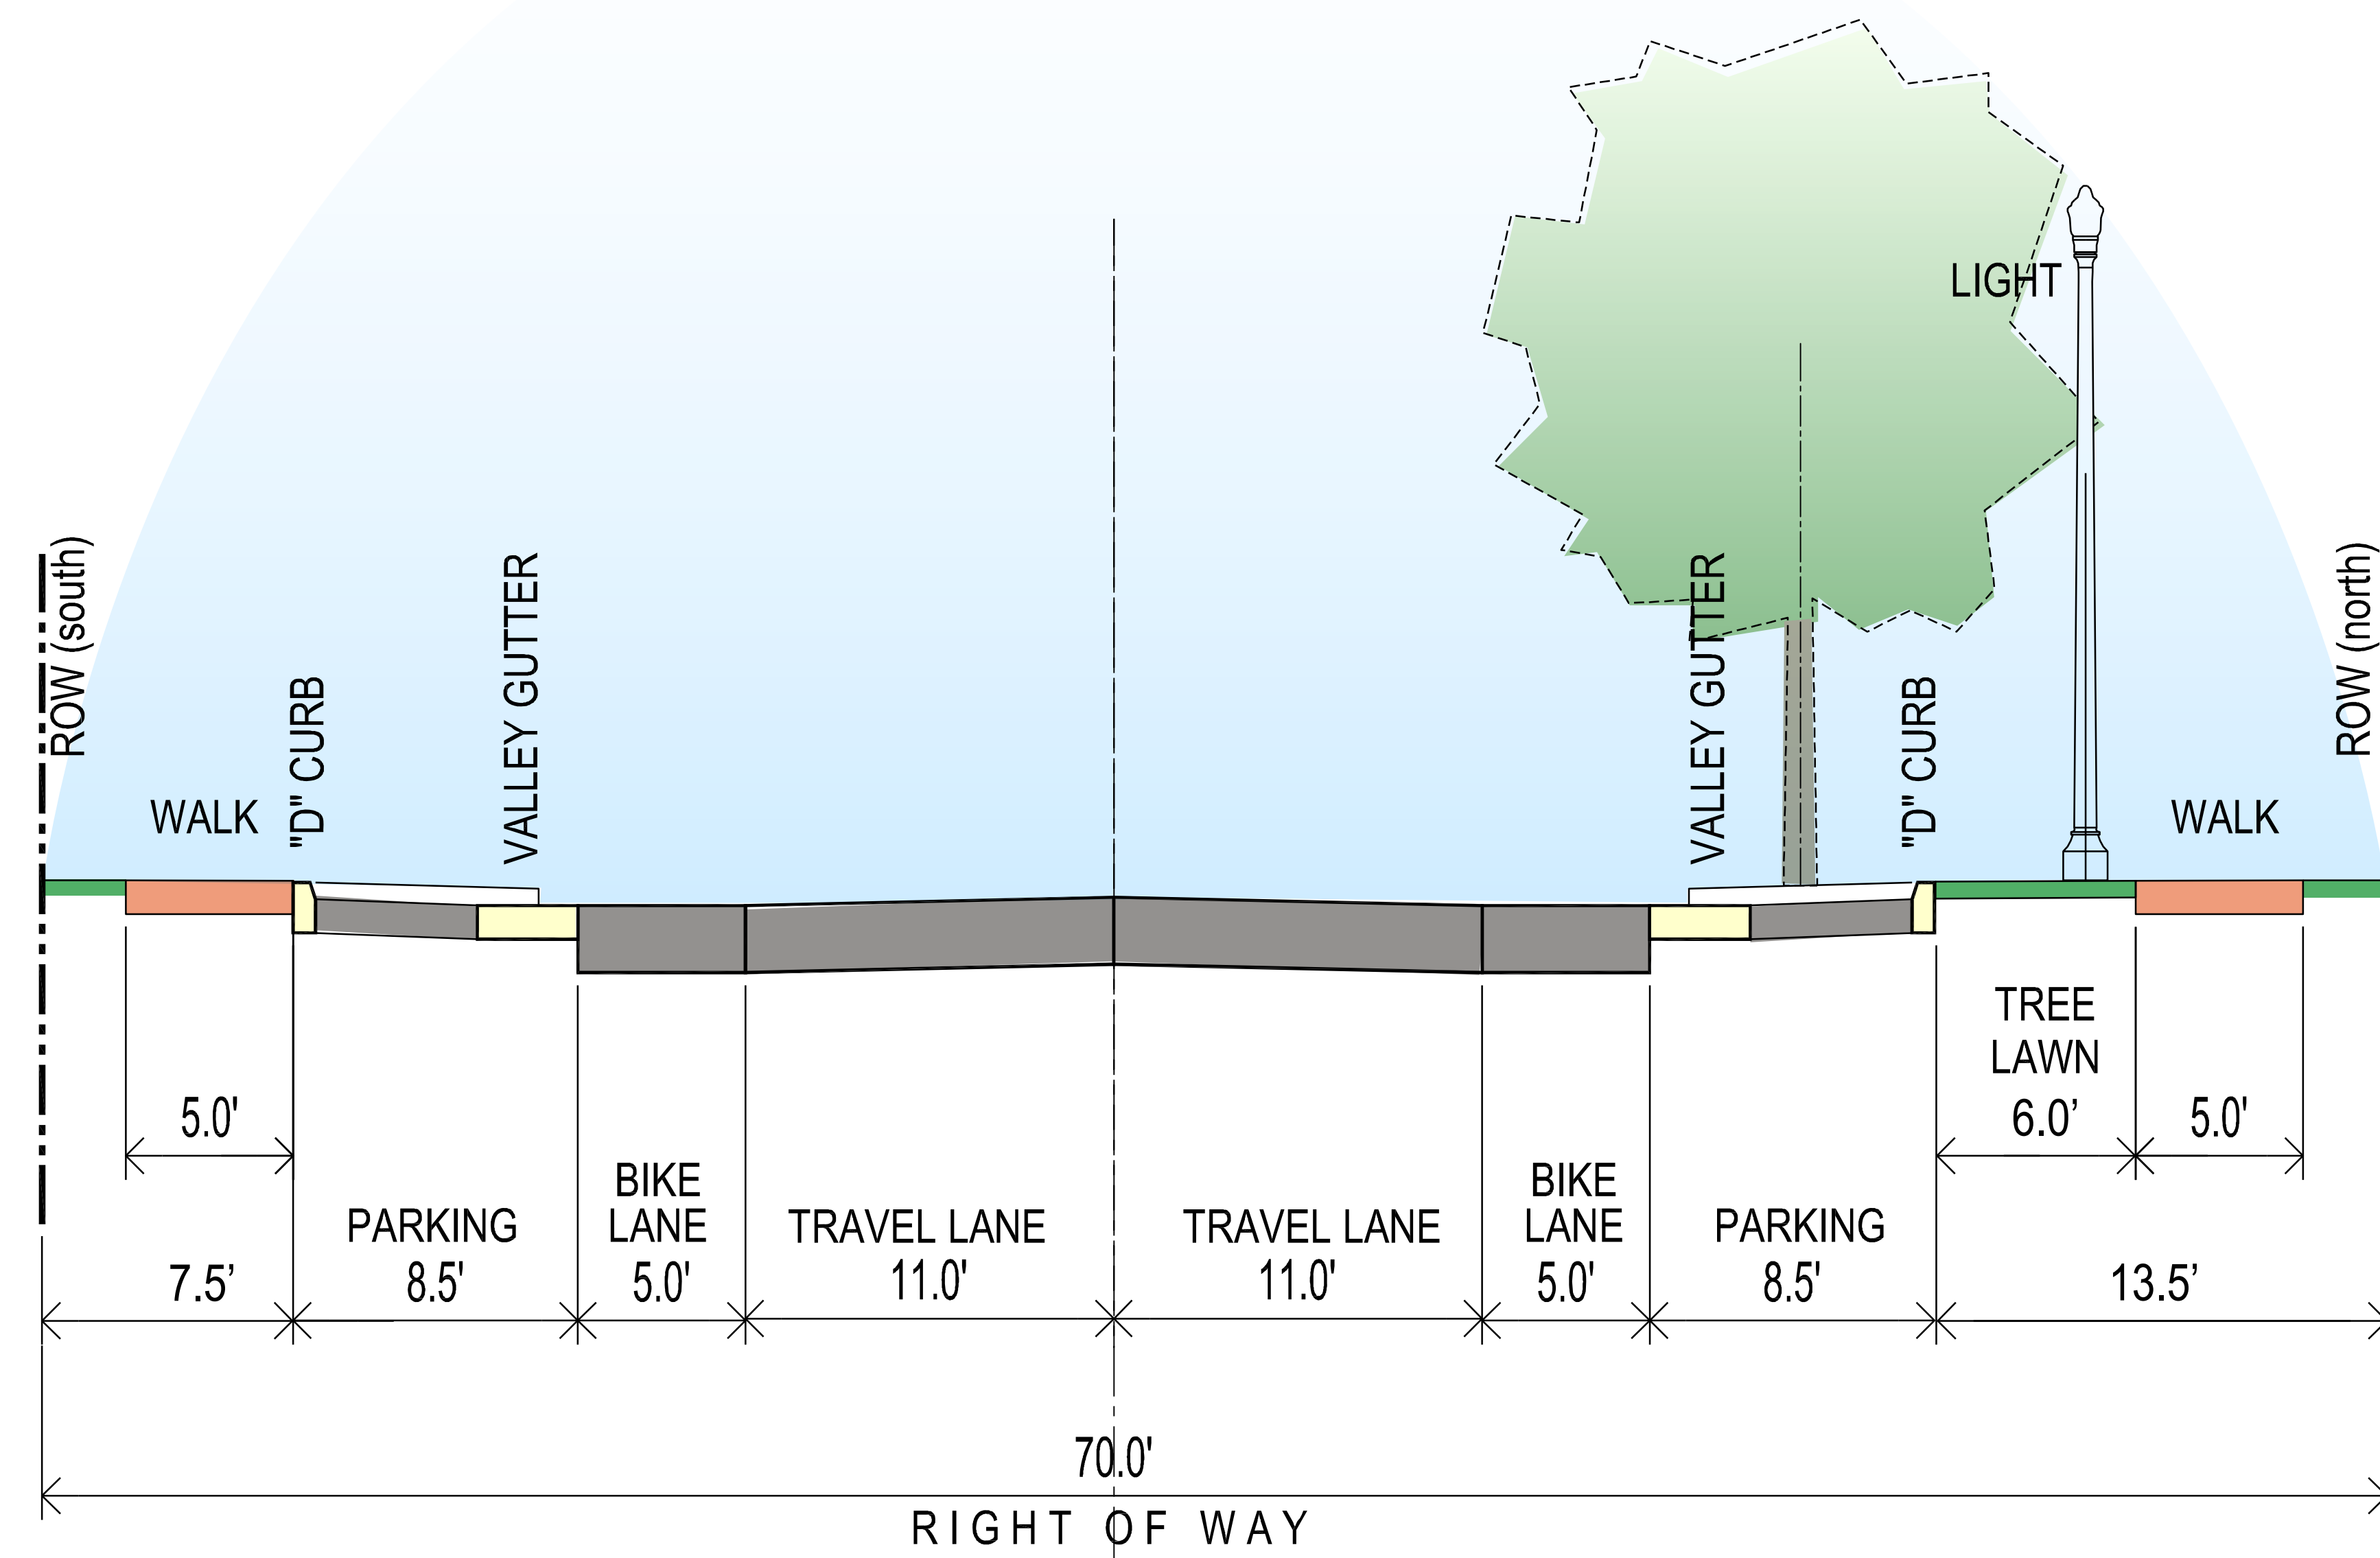 LIGHT
ROW (south)
"D" CURB
VALLEY GUTTER
VALLEY GUTTER
"D" CURB
ROW (north)
WALK
WALK
TREE
LAWN
5.0'
6.0’
5.0'
BIKE
LANE
5.0'
BIKE
LANE
5.0'
PARKING
8.5'
TRAVEL LANE
11.0'
TRAVEL LANE
11.0'
PARKING
8.5'
7.5’
13.5’
70.0'
RIGHT OF WAY